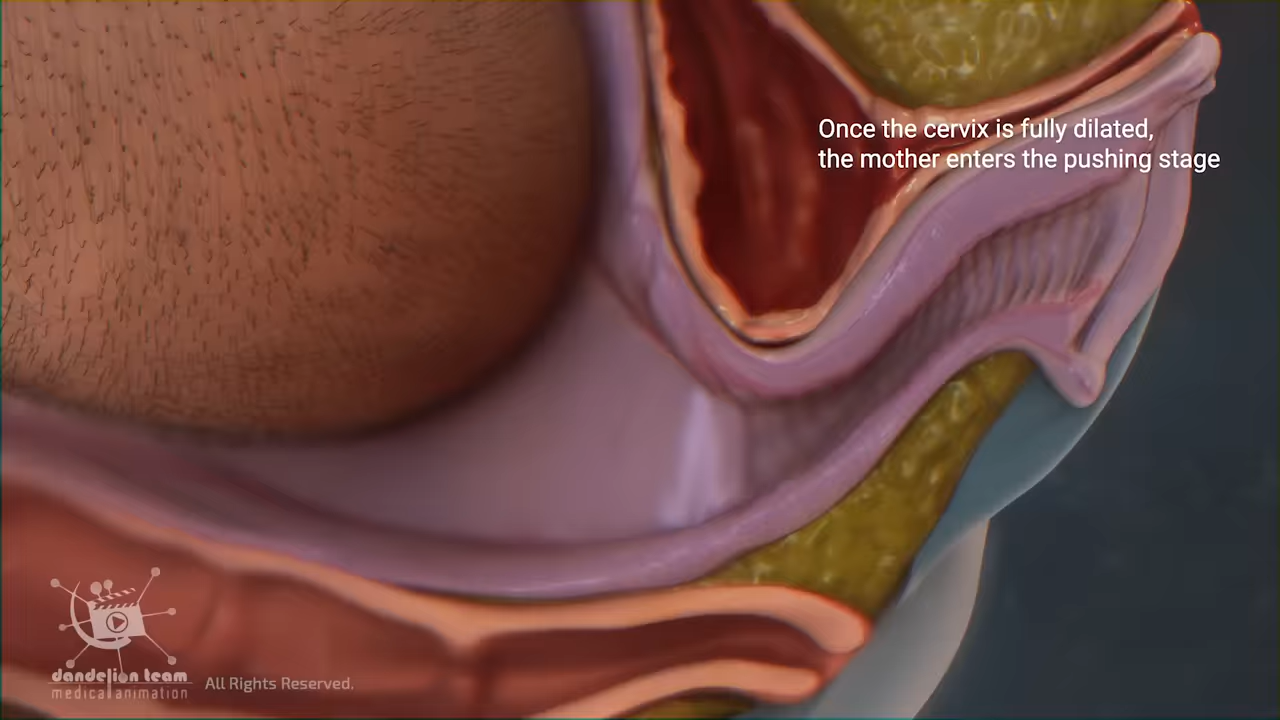 Once the cervix is fully dilated,
the mother enters the pushing stage
dandelion team
medical animation
All Rights Reserved.